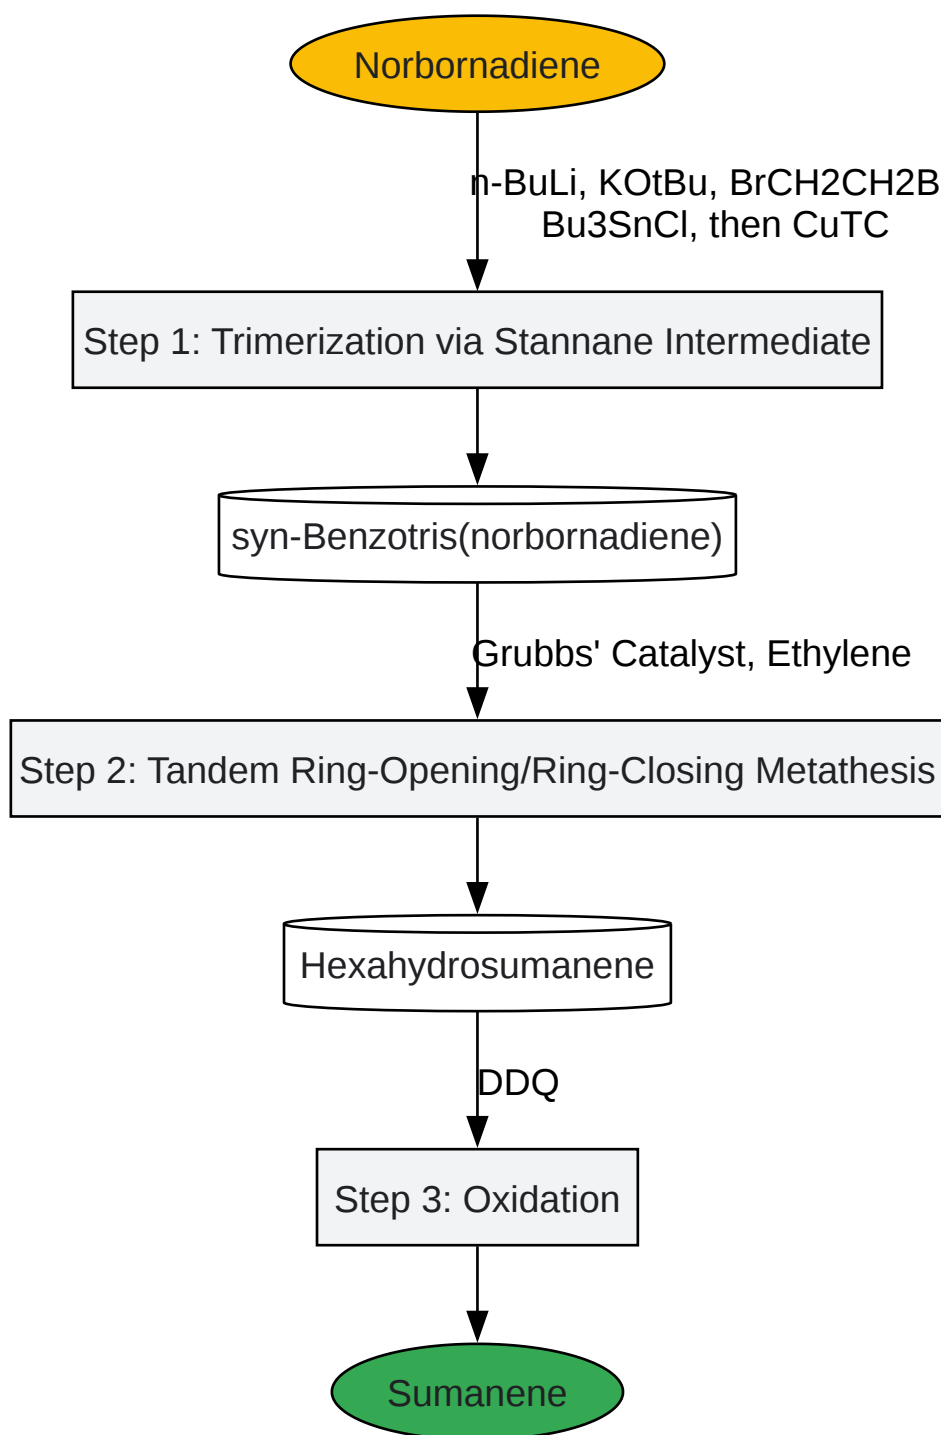 Norbornadiene
n-BuLi, KOtBu, BrCH2CH2B
Bu3SnCl, then CuTC
Step 1: Trimerization via Stannane Intermediate
syn-Benzotris(norbornadiene)
Grubbs' Catalyst, Ethylene
Step 2: Tandem Ring-Opening/Ring-Closing Metathesis
Hexahydrosumanene
DDQ
Step 3: Oxidation
Sumanene